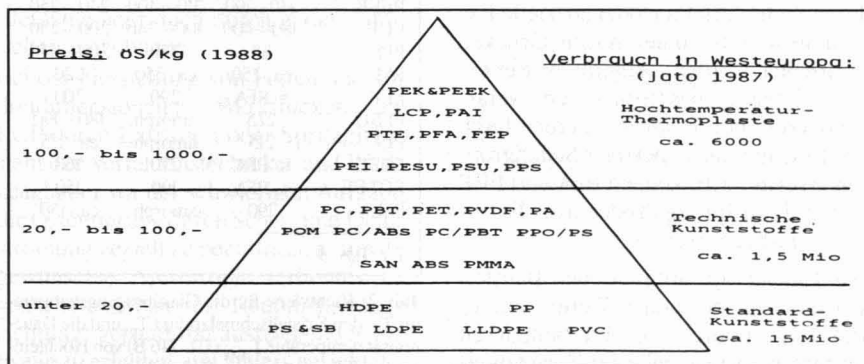 Preis: öS/kg (1988)
Verbrauch in Westeuropa:
(Jato 1987)
PEK&PEEK
LCP, PAI
PTE,PFA,FEP
Hochtemperatur-
Thermoplaste
ca. 6000
100,- bis 1000,-
PEI,PESU,PSU,PPS
PC PBT, PET,PVDF,PA
20,- bis 100,-
POM PC/ABS PC/PBT PPO/PS
Technische
Kunststoffe
ca. 1,5 Mio
SAN ABS PMMA
unter 20,-
HDPE PP
Standard-
Kunststoffe
PS&SB LDPE LLDPE PVC
ca. 15 Mio